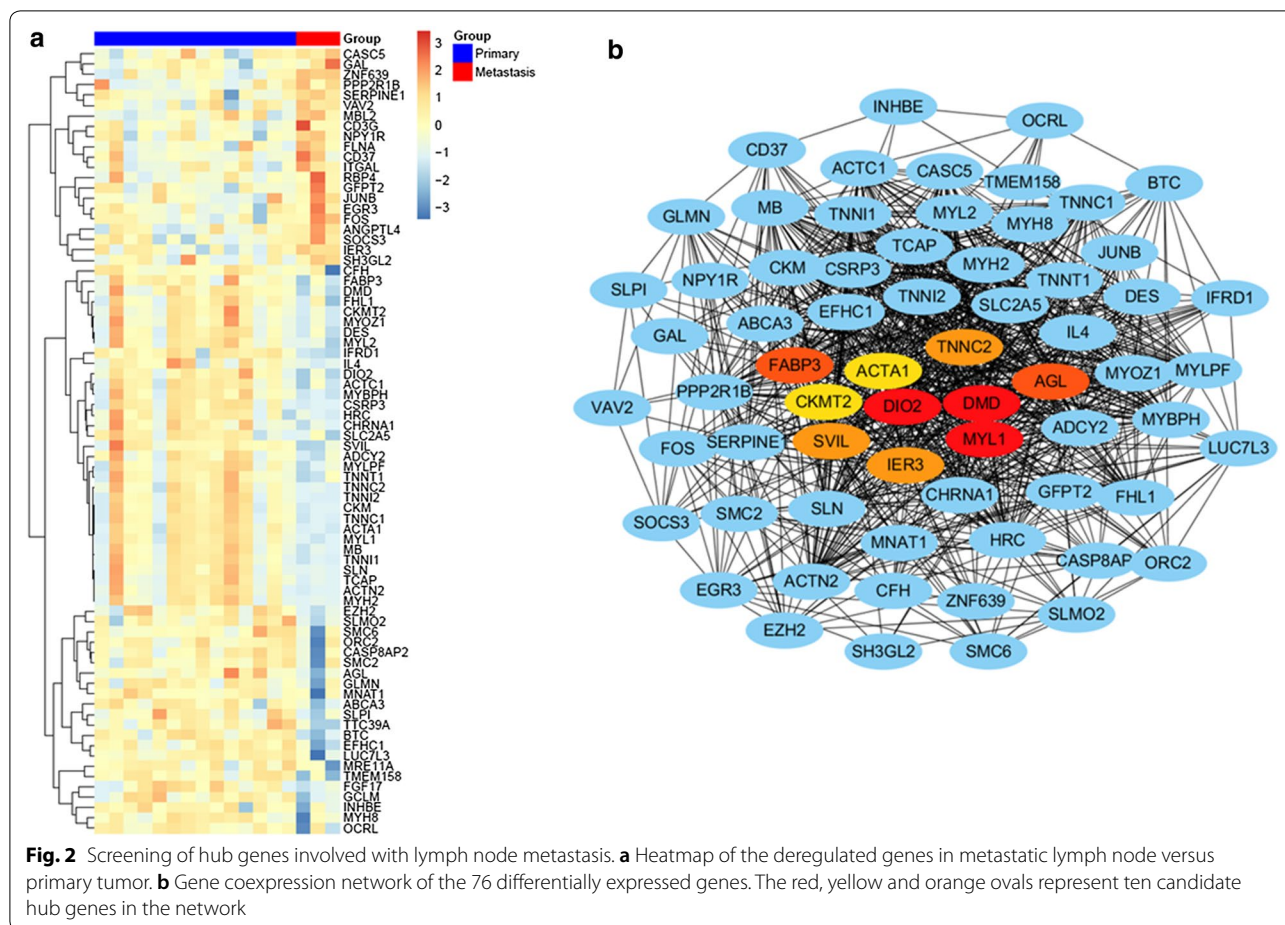 a
Group
3
2
1
0
−1
−2
−3
Group
Primary
Metastasis
CASC5
GAL
ZNF639
PPP2R1B
SERPINE1
VAV2
MBL2
CD3G
NPY1R
FLNA
CD37
ITGAL
RBP4
GFPT2
JUNB
EGR3
FOS
ANGPTL4
SOCS3
IER3
SH3GL2
CFH
FABP3
DMD
FHL1
CKMT2
MYOZ1
DES
MYL2
IFRD1
IL4
DIO2
ACTC1
MYBPH
CSRP3
HRC
CHRNA1
SLC2A5
SVIL
ADCY2
MYLPF
TNNT1
TNNC2
TNNI2
CKM
TNNC1
ACTA1
MYL1
MB
TNNI1
SLN
TCAP
ACTN2
MYH2
EZH2
SLMO2
SMC6
ORC2
CASP8AP2
SMC2
AGL
GLMN
MNAT1
ABCA3
SLPI
TTC39A
BTC
EFHC1
LUC7L3
MRE11A
TMEM158
FGF17
GCLM
INHBE
MYH8
OCRL
b
INHBE
OCRL
CD37
ACTC1
CASC5
TMEM158
BTC
GLMN
MB
TNNI1
MYL2
MYH8
TNNC1
TCAP
JUNB
NPY1R
CKM
CSRP3
MYH2
TNNT1
SLPI
TNNI2
SLC2A5
DES
IFRD1
GAL
ABCA3
EFHC1
IL4
TNNC2
FABP3
ACTA1
AGL
MYOZ1
MYLPF
PPP2R1B
CKMT2
DIO2
DMD
VAV2
ADCY2
MYBPH
FOS
SERPINE1
SVIL
MYL1
LUC7L3
IER3
SOCS3
SMC2
SLN
CHRNA1
GFPT2
FHL1
MNAT1
HRC
CASP8AP
ORC2
EGR3
ACTN2
CFH
ZNF639
SLMO2
EZH2
SH3GL2
SMC6
Fig. 2 Screening of hub genes involved with lymph node metastasis. a Heatmap of the deregulated genes in metastatic lymph node versus
primary tumor. b Gene coexpression network of the 76 differentially expressed genes. The red, yellow and orange ovals represent ten candidate
hub genes in the network